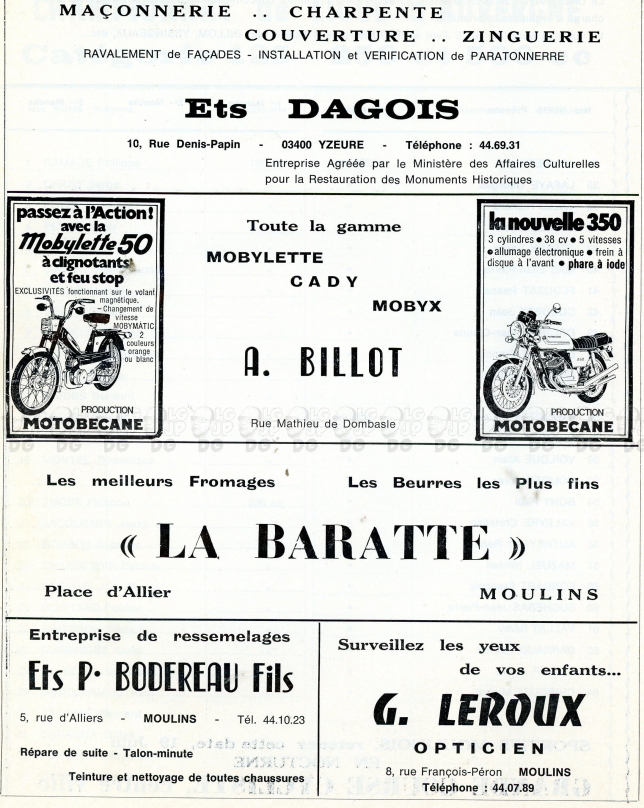 MAÇONNERIE .. CHARPENTE
COUVERTURE .. ZINGUERIE
RAVALEMENT de FAÇADES - INSTALLATION et VERIFICATION de PARATONNERRE
Ets DAGOIS
10, Rue Denis-Papin - 03400 YZEURE - Téléphone : 44.69.31
Entreprise Agréée par le Ministère des Affaires Culturelles
pour la Restauration des Monuments Historiques
passez à l'Action!
avec la
Mobylette 50
à clignotants
et feu stop
EXCLUSIVITÉS fonctionnant sur le volant
magnétique.
- Changement de
vitesse
MOBYMATIC
2
couleurs
orange
ou blanc
PRODUCTION
MOTOBECANE
Toute la gamme
MOBYLETTE
CADY
MOBYX
A. BILLOT
Rue Mathieu de Dombasle
la nouvelle 350
3 cylindres ● 38 cv ● 5 vitesses
● allumage électronique ● frein à
disque à l'avant ● phare à iode
PRODUCTION
MOTOBECANE
Les meilleurs Fromages Les Beurres les Plus fins
« LA BARATTE »
Place d'Allier MOULINS
Entreprise de ressemelages
Ets P. BODEREAU Fils
5, rue d'Alliers - MOULINS - Tél. 44.10.23
Répare de suite - Talon-minute
Teinture et nettoyage de toutes chaussures
Surveillez les yeux
de vos enfants...
G. LEROUX
OPTICIEN
8, rue François-Péron MOULINS
Téléphone : 44.07.89